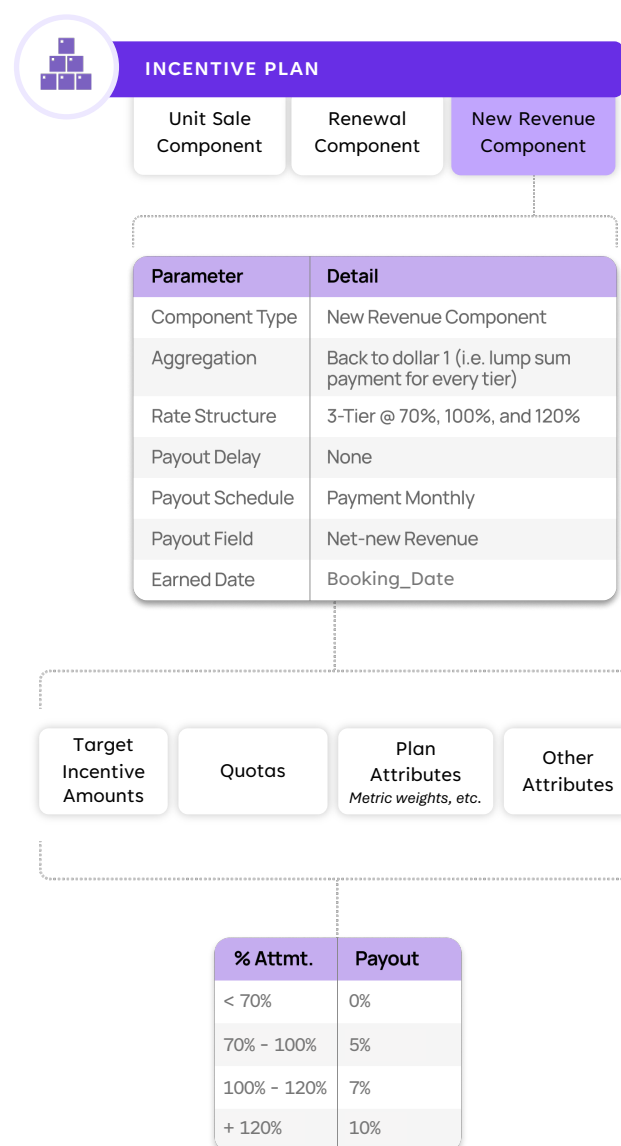 INCENTIVE PLAN
Unit Sale
Component
Renewal
Component
New Revenue
Component
Parameter Detail
Component Type New Revenue Component
Aggregation Back to dollar 1 (i.e. lump sum
payment for every tier)
Rate Structure 3-Tier @ 70%, 100%, and 120%
Payout Delay None
Payout Schedule Payment Monthly
Payout Field Net-new Revenue
Earned Date Booking_Date
Target
Incentive
Amounts
Quotas
Plan
Attributes
Metric weights, etc.
Other
Attributes
% Attmt. Payout
< 70% 0%
70% - 100% 5%
100% - 120% 7%
+ 120% 10%